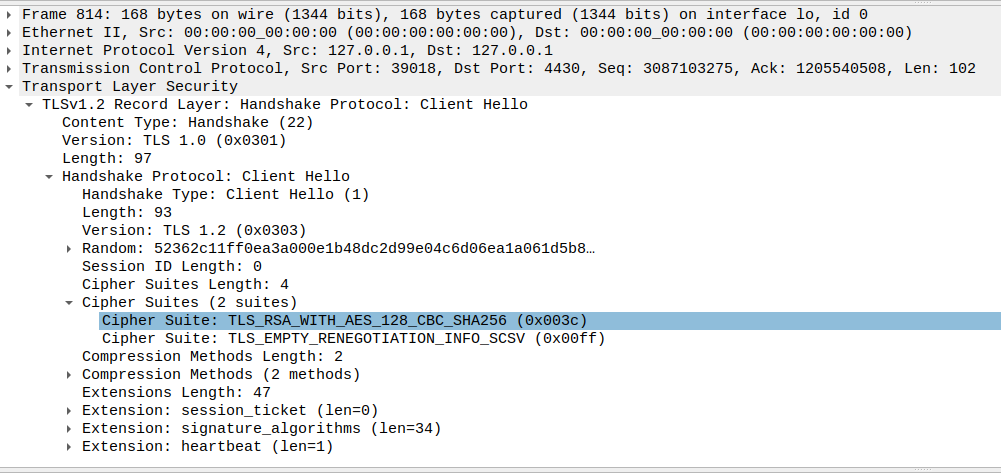 Frame 814: 168 bytes on wire (1344 bits), 168 bytes captured (1344 bits) on interface lo, id 0
Ethernet II, Src: 00:00:00_00:00:00 (00:00:00:00:00:00), Dst: 00:00:00_00:00:00 (00:00:00:00:00:00)
Internet Protocol Version 4, Src: 127.0.0.1, Dst: 127.0.0.1
Transmission Control Protocol, Src Port: 39018, Dst Port: 4430, Seq: 3087103275, Ack: 1205540508, Len: 102
Transport Layer Security
TLSv1.2 Record Layer: Handshake Protocol: Client Hello
Content Type: Handshake (22)
Version: TLS 1.0 (0x0301)
Length: 97
Handshake Protocol: Client Hello
Handshake Type: Client Hello (1)
Length: 93
Version: TLS 1.2 (0x0303)
Random: 52362c11ff0ea3a000e1b48dc2d99e04c6d06ea1a061d5b8…
Session ID Length: 0
Cipher Suites Length: 4
Cipher Suites (2 suites)
Cipher Suite: TLS_RSA_WITH_AES_128_CBC_SHA256 (0x003c)
Cipher Suite: TLS_EMPTY_RENEGOTIATION_INFO_SCSV (0x00ff)
Compression Methods Length: 2
Compression Methods (2 methods)
Extensions Length: 47
Extension: session_ticket (len=0)
Extension: signature_algorithms (len=34)
Extension: heartbeat (len=1)